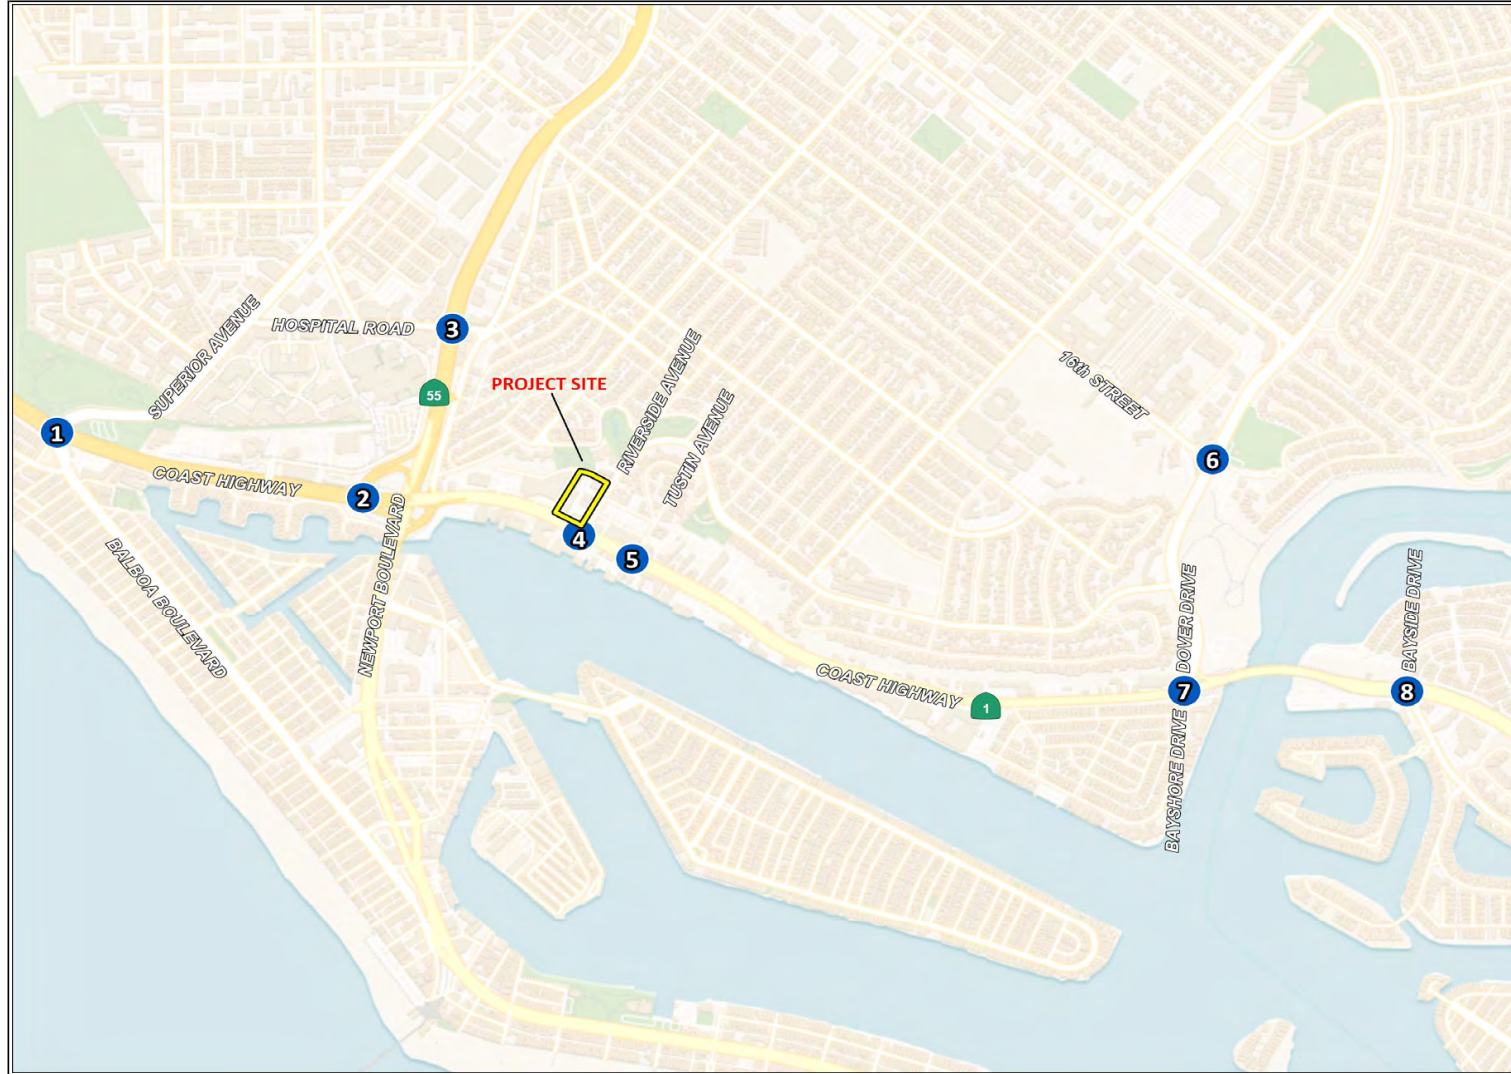 SUPERIOR AVENUE
HOSPITAL ROAD
3
55
PROJECT SITE
RIVERSIDE AVENUE
TUSTIN AVENUE
16th STREET
1
COAST HIGHWAY
2
NEWPORT BOULEVARD
BALBOA BOULEVARD
4
5
6
COAST HIGHWAY
1
DOVER DRIVE
7
BAYSHORE DRIVE
BAYSIDE DRIVE
8